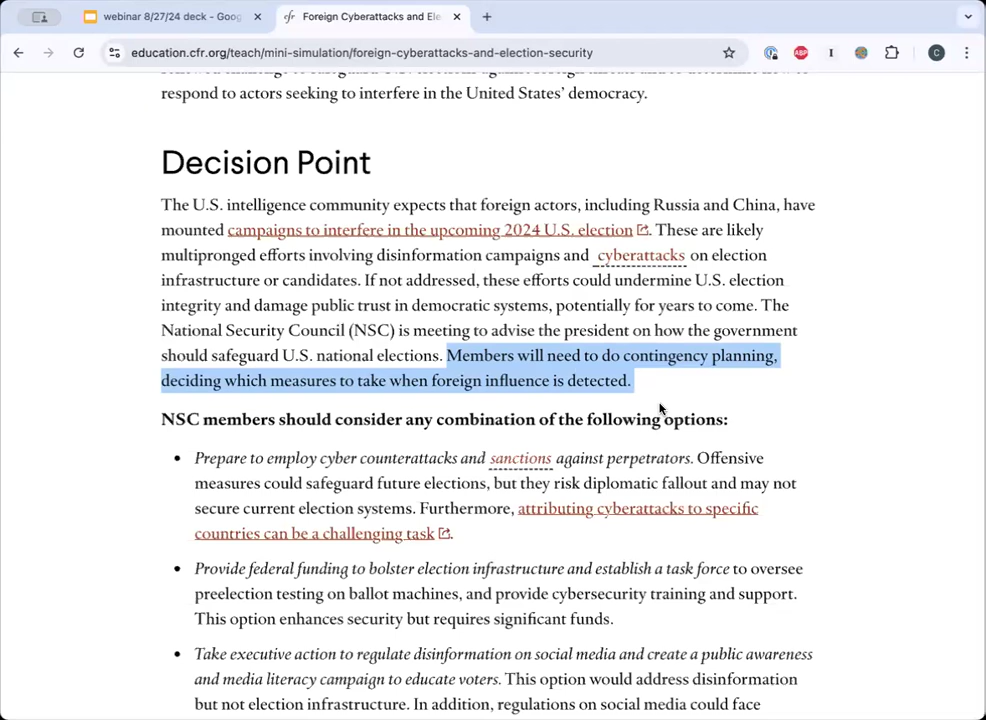 webinar 8/27/24 deck - Goog
Foreign Cyberattacks and Ele
education.cfr.org/teach/mini-simulation/foreign-cyberattacks-and-election-security
I
ABP
C
respond to actors seeking to interfere in the United States’ democracy.
Decision Point
The U.S. intelligence community expects that foreign actors, including Russia and China, have
mounted campaigns to interfere in the upcoming 2024 U.S. election. These are likely
multipronged efforts involving disinformation campaigns and cyberattacks on election
infrastructure or candidates. If not addressed, these efforts could undermine U.S. election
integrity and damage public trust in democratic systems, potentially for years to come. The
National Security Council (NSC) is meeting to advise the president on how the government
should safeguard U.S. national elections. Members will need to do contingency planning,
deciding which measures to take when foreign influence is detected.
NSC members should consider any combination of the following options:
• Prepare to employ cyber counterattacks and sanctions against perpetrators. Offensive
measures could safeguard future elections, but they risk diplomatic fallout and may not
secure current election systems. Furthermore, attributing cyberattacks to specific
countries can be a challenging task.
• Provide federal funding to bolster election infrastructure and establish a task force to oversee
preelection testing on ballot machines, and provide cybersecurity training and support.
This option enhances security but requires significant funds.
• Take executive action to regulate disinformation on social media and create a public awareness
and media literacy campaign to educate voters. This option would address disinformation
but not election infrastructure. In addition, regulations on social media could face